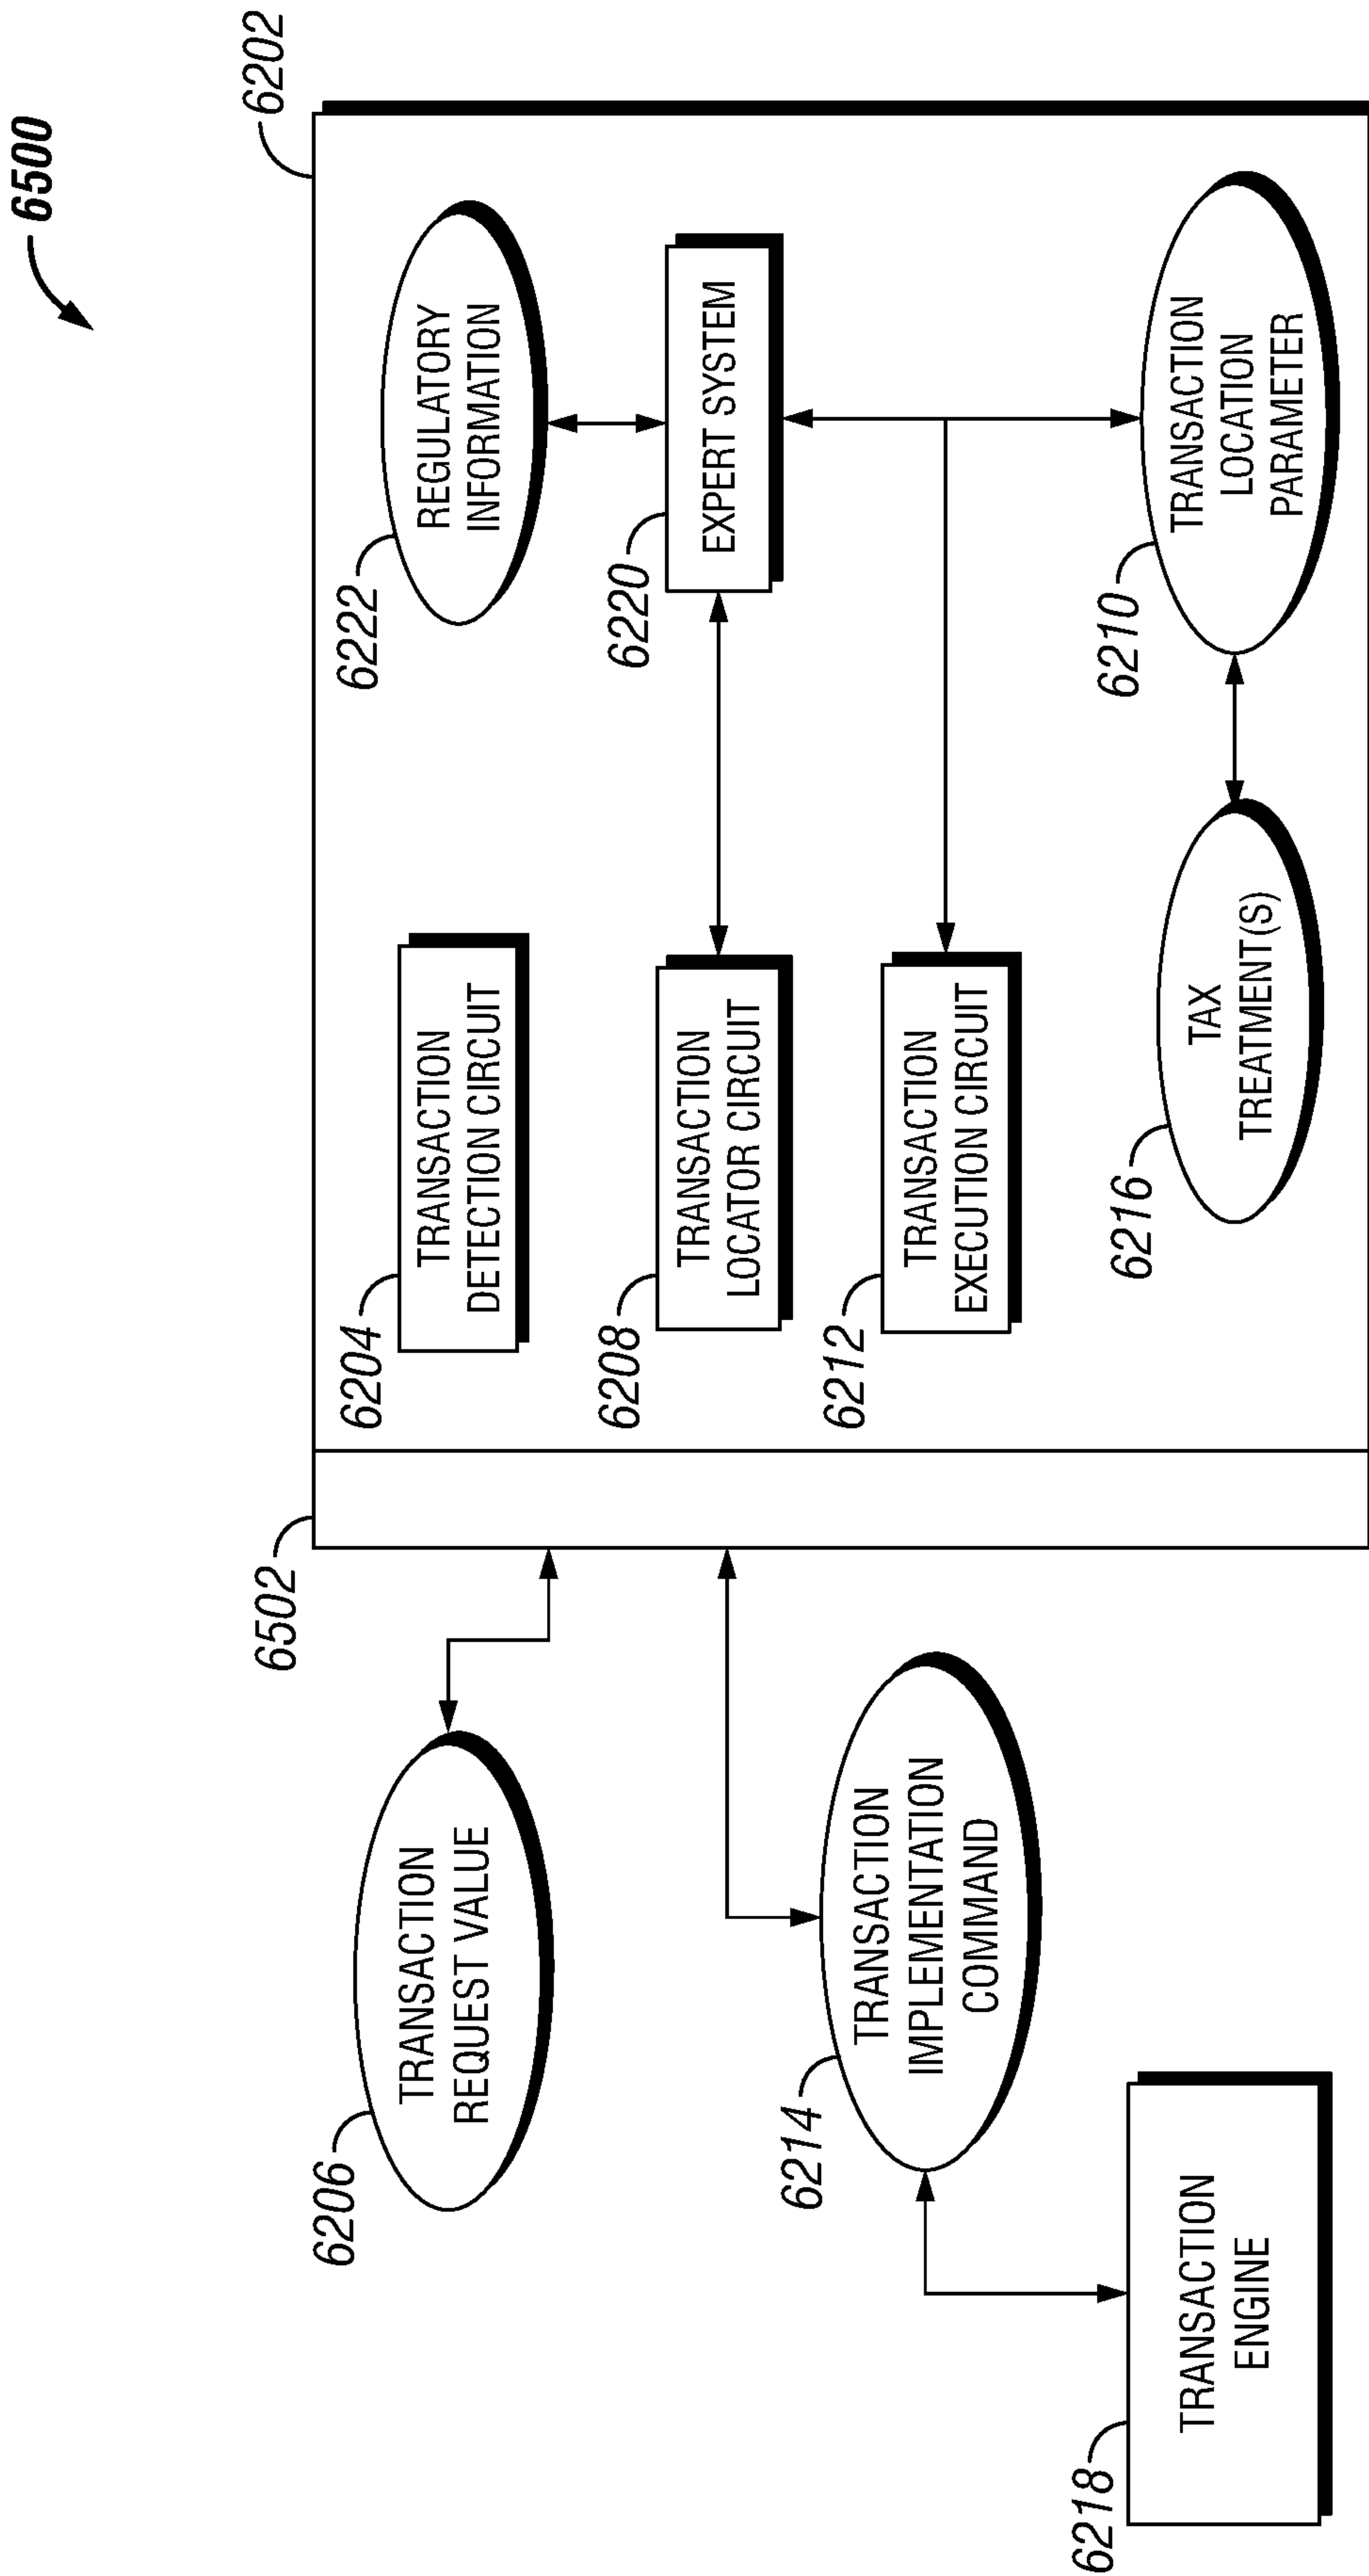 6500
6202
6502
6206
TRANSACTION
REQUEST VALUE
6204
TRANSACTION
DETECTION CIRCUIT
6222
REGULATORY
INFORMATION
6208
TRANSACTION
LOCATOR CIRCUIT
6220
EXPERT SYSTEM
6214
TRANSACTION
IMPLEMENTATION
COMMAND
6212
TRANSACTION
EXECUTION CIRCUIT
6218
TRANSACTION
ENGINE
6216
TAX
TREATMENT(S)
6210
TRANSACTION
LOCATION
PARAMETER